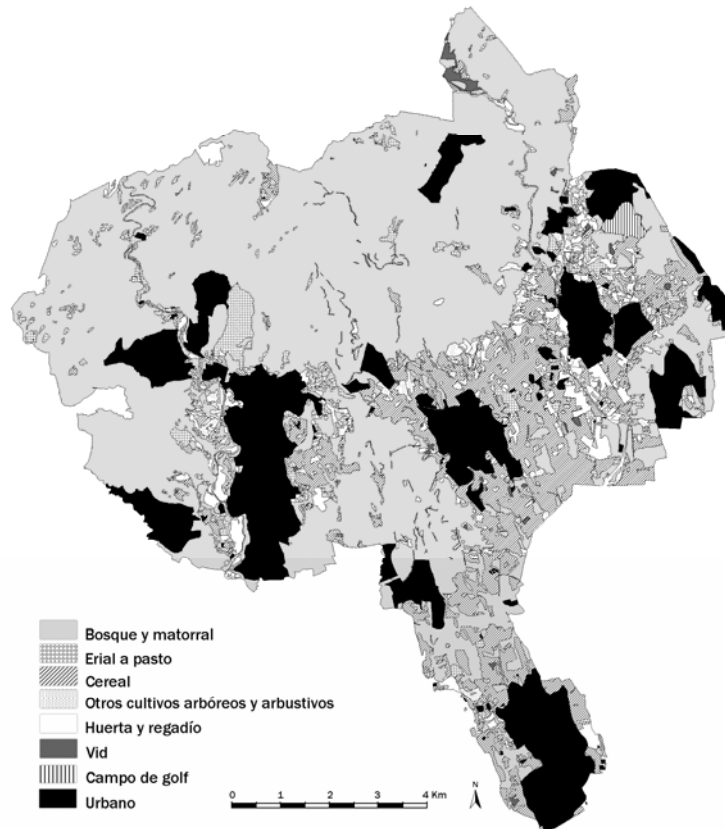 Bosque y matorral
Erial a pasto
Cereal
Otros cultivos arbóreos y arbustivos
Huerta y regadío
Vid
Campo de golf
Urbano
0 1 2 3 4 Km
N